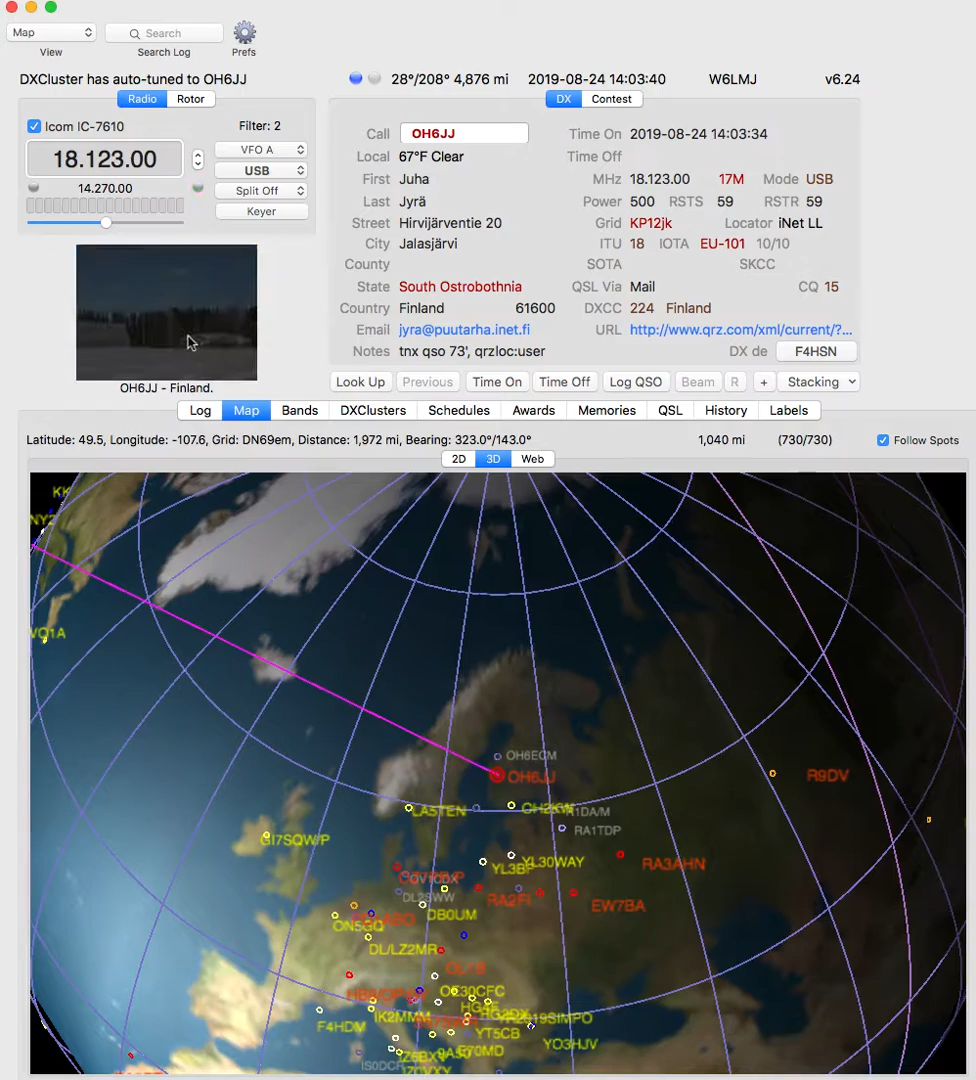 Map
Search
View
Search Log
Prefs
DXCluster has auto-tuned to OH6JJ
28°/208° 4,876 mi
2019-08-24 14:03:40
W6LMJ
v6.24
Radio
Rotor
DX
Contest
Icom IC-7610
Filter: 2
18.123.00
VFO A
USB
14.270.00
Split Off
Keyer
Call OH6JJ
Time On 2019-08-24 14:03:34
Local 67°F Clear
Time Off
First Juha
MHz 18.123.00 17M Mode USB
Last Jyrä
Power 500 RSTS 59 RSTR 59
Street Hirvijärventie 20
Grid KP12jk Locator iNet LL
City Jalasjärvi
ITU 18 IOTA EU-101 10/10
County
SOTA SKCC
State South Ostrobothnia
QSL Via Mail CQ 15
Country Finland 61600
DXCC 224 Finland
Email jyra@puutarha.inet.fi
URL http://www.qrz.com/xml/current/?...
Notes tnx qso 73', qrzloc:user
DX de F4HSN
OH6JJ - Finland.
Look Up Previous Time On Time Off Log QSO Beam R + Stacking
Log Map Bands DXClusters Schedules Awards Memories QSL History Labels
Latitude: 49.5, Longitude: -107.6, Grid: DN69em, Distance: 1,972 mi, Bearing: 323.0°/143.0°
1,040 mi (730/730)
Follow Spots
2D 3D Web
OH6ECM
OH6JJ
R9DV
LA5TEN
RA1TDP
GI7SQW/P
YL30WAY
RA3AHN
RA2FI
EW7BA
DB0UM
ON5GQ
DL/LZ2MR
OL1B
OE30CFC
IK2MMM
F4HDM
YT5CB
YO3HJV
E70MD